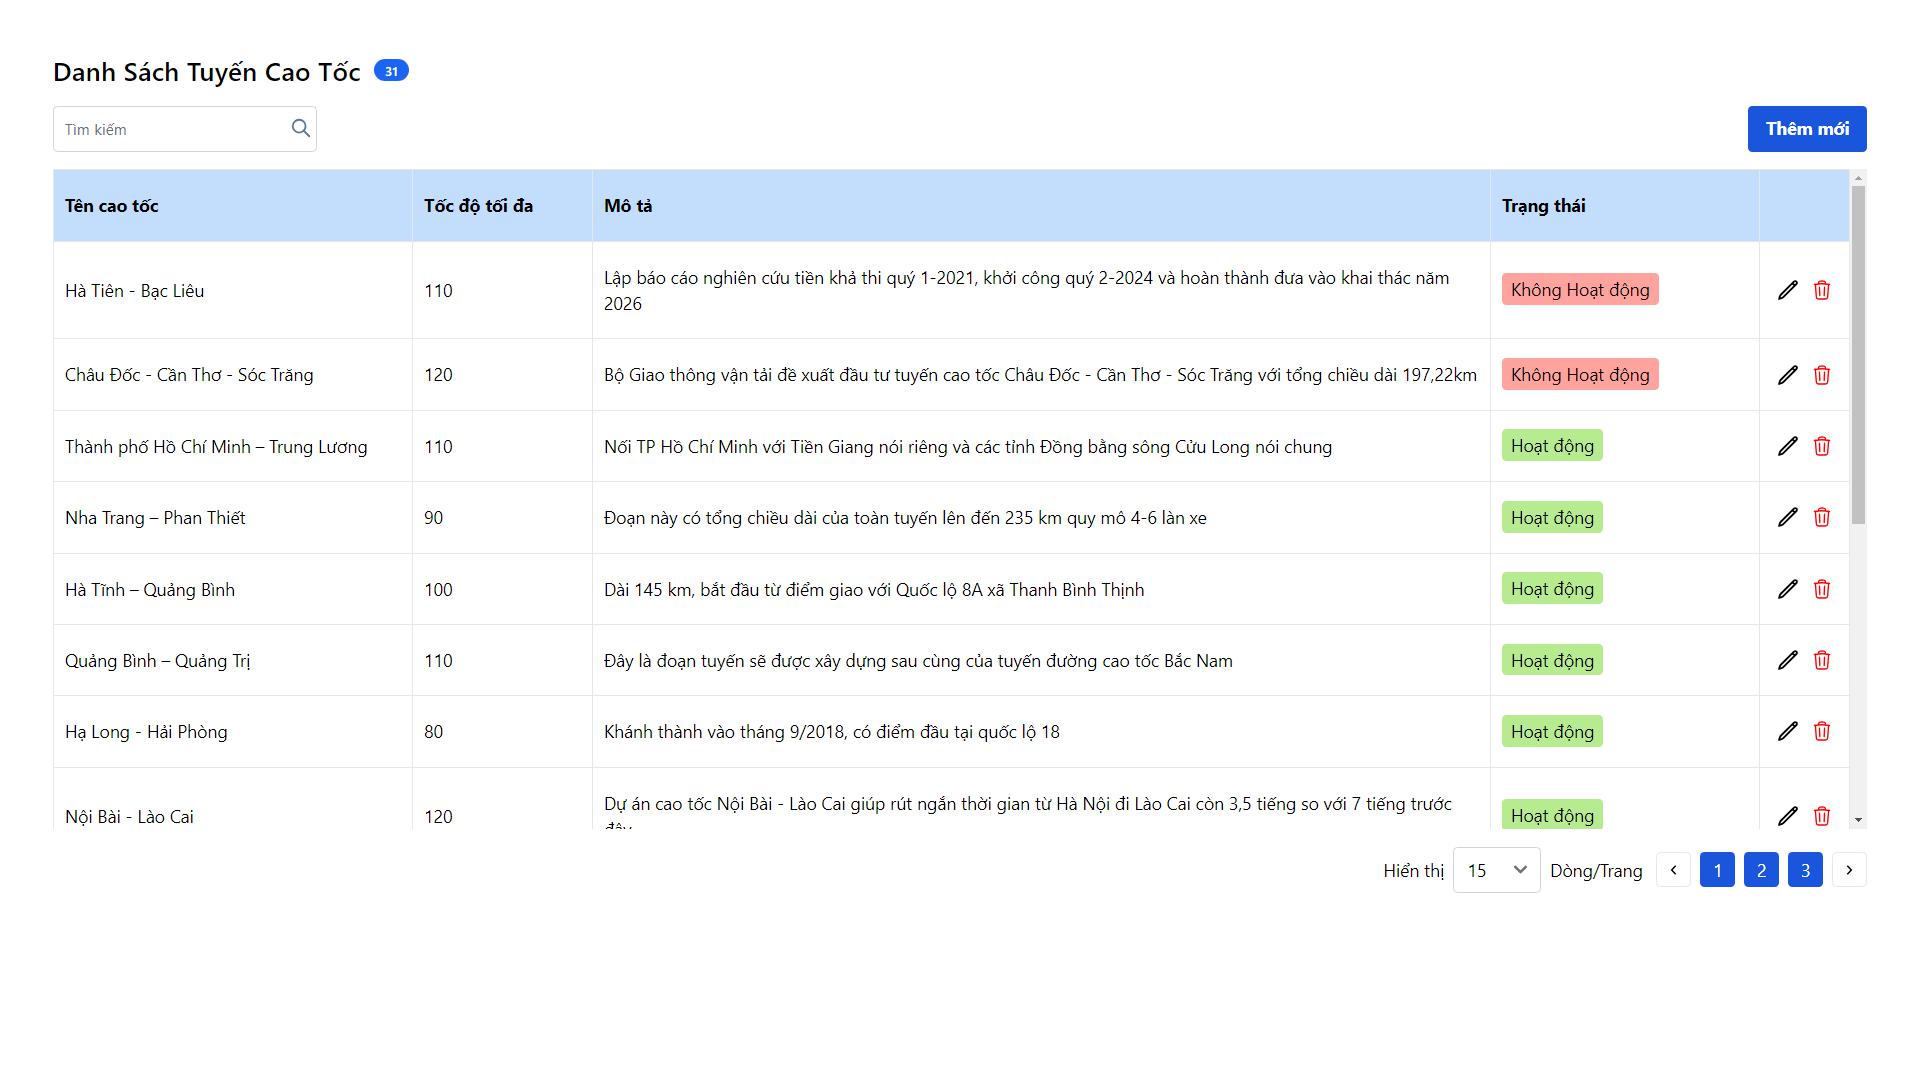 Danh Sách Tuyến Cao Tốc 31
Tìm kiếm
Thêm mới
Tên cao tốc Tốc độ tối đa Mô tả Trạng thái
Hà Tiên - Bạc Liêu 110 Lập báo cáo nghiên cứu tiền khả thi quý 1-2021, khởi công quý 2-2024 và hoàn thành đưa vào khai thác năm
2026 Không Hoạt động
Châu Đốc - Cần Thơ - Sóc Trăng 120 Bộ Giao thông vận tải đề xuất đầu tư tuyến cao tốc Châu Đốc - Cần Thơ - Sóc Trăng với tổng chiều dài 197,22km Không Hoạt động
Thành phố Hồ Chí Minh – Trung Lương 110 Nối TP Hồ Chí Minh với Tiền Giang nói riêng và các tỉnh Đồng bằng sông Cửu Long nói chung Hoạt động
Nha Trang – Phan Thiết 90 Đoạn này có tổng chiều dài của toàn tuyến lên đến 235 km quy mô 4-6 làn xe Hoạt động
Hà Tĩnh – Quảng Bình 100 Dài 145 km, bắt đầu từ điểm giao với Quốc lộ 8A xã Thanh Bình Thịnh Hoạt động
Quảng Bình – Quảng Trị 110 Đây là đoạn tuyến sẽ được xây dựng sau cùng của tuyến đường cao tốc Bắc Nam Hoạt động
Hạ Long - Hải Phòng 80 Khánh thành vào tháng 9/2018, có điểm đầu tại quốc lộ 18 Hoạt động
Nội Bài - Lào Cai 120 Dự án cao tốc Nội Bài - Lào Cai giúp rút ngắn thời gian từ Hà Nội đi Lào Cai còn 3,5 tiếng so với 7 tiếng trước Hoạt động
Hiển thị 15 Dòng/Trang 1 2 3